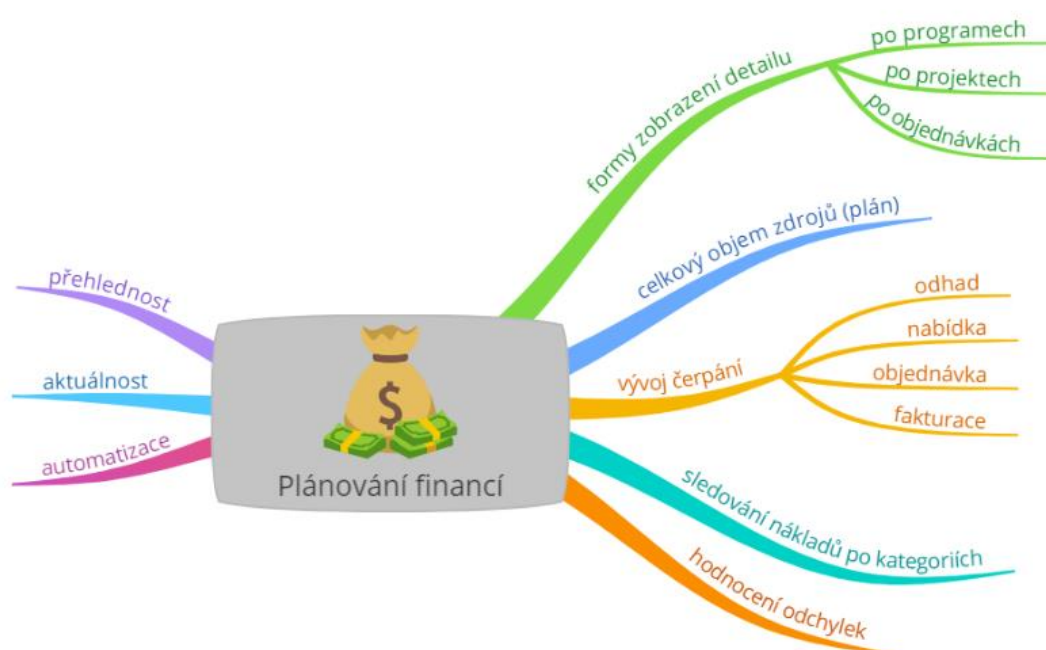 Plánování financí
formy zobrazení detailu
po programech
po projektech
po objednávkách
celkový objem zdrojů (plán)
vývoj čerpání
odhad
nabídka
objednávka
fakturace
sledování nákladů po kategoriích
hodnocení odchylek
přehlednost
aktuálnost
automatizace
$